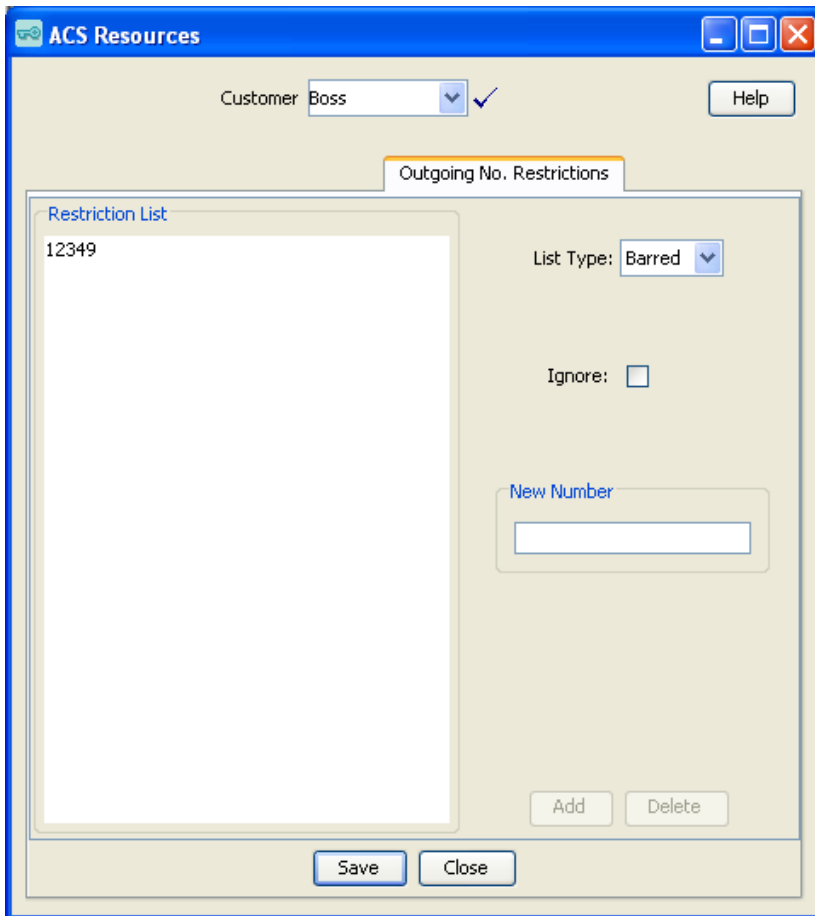 ACS Resources
Customer Boss Help
Outgoing No. Restrictions
Restriction List
12349
List Type: Barred
Ignore:
New Number
Add Delete
Save Close